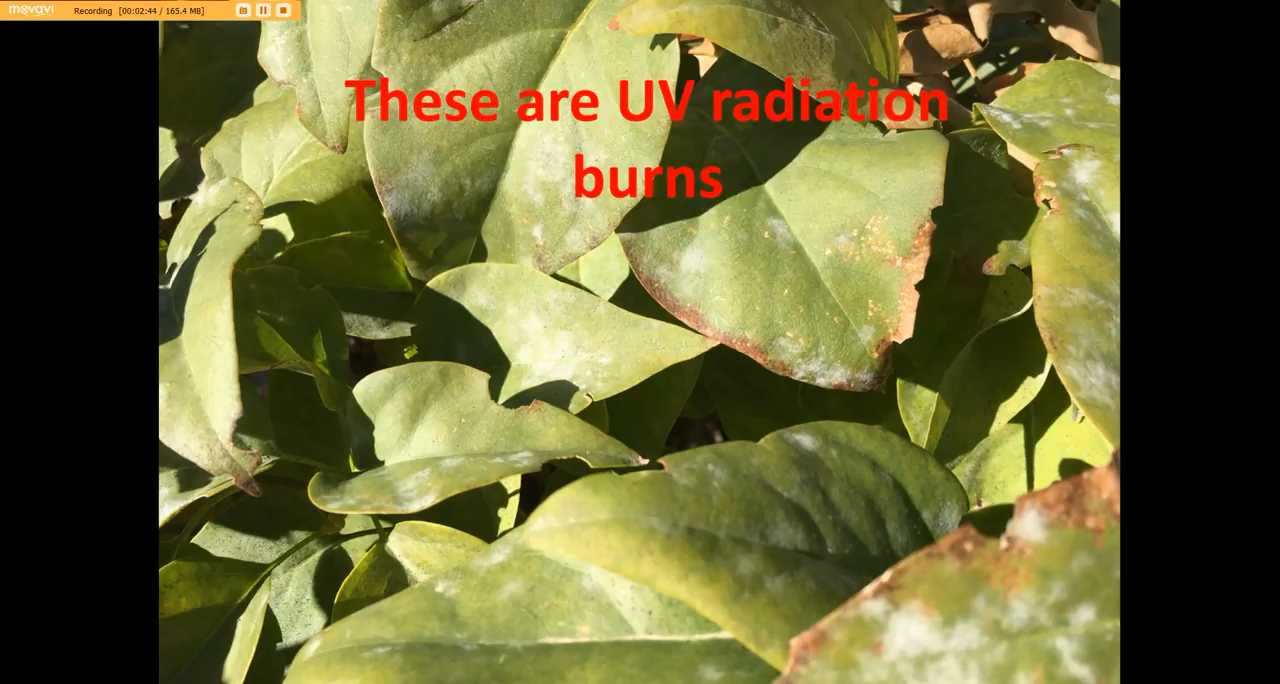 movavi
Recording [00:02:44 / 165.4 MB]
These are UV radiation
burns